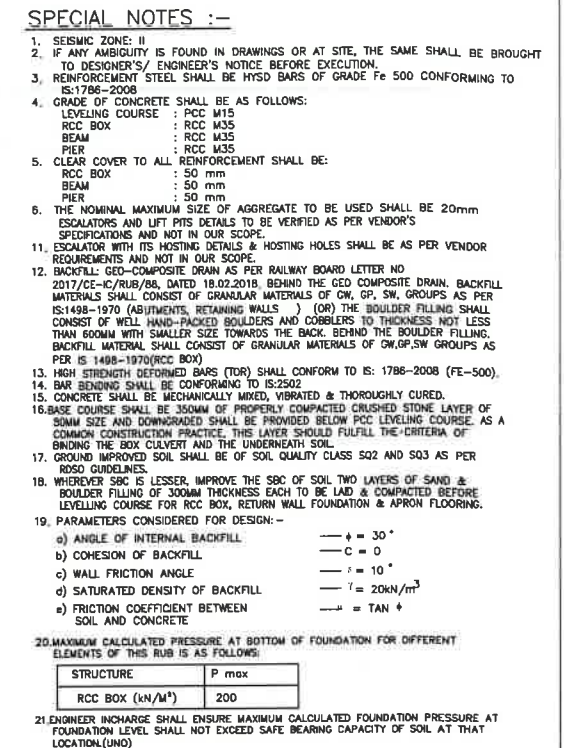 SPECIAL NOTES :-
1. SEISMIC ZONE: II
2. IF ANY AMBIGUITY IS FOUND IN DRAWINGS OR AT SITE, THE SAME SHALL BE BROUGHT
TO DESIGNER'S/ ENGINEER'S NOTICE BEFORE EXECUTION.
3. REINFORCEMENT STEEL SHALL BE HYSD BARS OF GRADE Fe 500 CONFORMING TO
IS:1786-2008
4. GRADE OF CONCRETE SHALL BE AS FOLLOWS:
LEVELING COURSE : PCC M15
RCC BOX : RCC M35
BEAM : RCC M35
PIER : RCC M35
5. CLEAR COVER TO ALL REINFORCEMENT SHALL BE:
RCC BOX : 50 mm
BEAM : 50 mm
PIER : 50 mm
6. THE NOMINAL MAXIMUM SIZE OF AGGREGATE TO BE USED SHALL BE 20mm
ESCALATORS AND LIFT PITS DETAILS TO BE VERIFIED AS PER VENDOR'S
SPECIFICATIONS AND NOT IN OUR SCOPE.
11. ESCALATOR WITH ITS HOSTING DETAILS & HOSTING HOLES SHALL BE AS PER VENDOR
REQUIREMENTS AND NOT IN OUR SCOPE.
12. BACKFILL: GEO-COMPOSITE DRAIN AS PER RAILWAY BOARD LETTER NO
2017/CE-IC/RUB/88, DATED 18.02.2018, BEHIND THE GEO COMPOSITE DRAIN. BACKFILL
MATERIALS SHALL CONSIST OF GRANULAR MATERIALS OF GW, GP, SW, GROUPS AS PER
IS:1498-1970 (ABUTMENTS, RETAINING WALLS ) (OR) THE BOULDER FILLING SHALL
CONSIST OF WELL HAND-PACKED BOULDERS AND COBBLERS TO THICKNESS NOT LESS
THAN 600MM WITH SMALLER SIZE TOWARDS THE BACK. BEHIND THE BOULDER FILLING.
BACKFILL MATERIAL SHALL CONSIST OF GRANULAR MATERIALS OF GW,GP,SW GROUPS AS
PER IS 1498-1970(RCC BOX)
13. HIGH STRENGTH DEFORMED BARS (TOR) SHALL CONFORM TO IS: 1786-2008 (FE-500).
14. BAR BENDING SHALL BE CONFORMING TO IS:2502
15. CONCRETE SHALL BE MECHANICALLY MIXED, VIBRATED & THOROUGHLY CURED.
16.BASE COURSE SHALL BE 350MM OF PROPERLY COMPACTED CRUSHED STONE LAYER OF
80MM SIZE AND DOWNGRADED SHALL BE PROVIDED BELOW PCC LEVELING COURSE. AS A
COMMON CONSTRUCTION PRACTICE, THIS LAYER SHOULD FULFILL THE CRITERIA OF
BINDING THE BOX CULVERT AND THE UNDERNEATH SOIL
17. GROUND IMPROVED SOIL SHALL BE OF SOIL QUALITY CLASS SQ2 AND SQ3 AS PER
RDSO GUIDELINES.
18. WHEREVER SBC IS LESSER, IMPROVE THE SBC OF SOIL TWO LAYERS OF SAND &
BOULDER FILLING OF 300MM THICKNESS EACH TO BE LAID & COMPACTED BEFORE
LEVELLING COURSE FOR RCC BOX, RETURN WALL FOUNDATION & APRON FLOORING.
19. PARAMETERS CONSIDERED FOR DESIGN:-
a) ANGLE OF INTERNAL BACKFILL — ϕ = 30°
b) COHESION OF BACKFILL — C = 0
c) WALL FRICTION ANGLE — δ = 10°
d) SATURATED DENSITY OF BACKFILL — γ = 20kN/m³
e) FRICTION COEFFICIENT BETWEEN — μ = TAN ϕ
SOIL AND CONCRETE
20.MAXIMUM CALCULATED PRESSURE AT BOTTOM OF FOUNDATION FOR DIFFERENT
ELEMENTS OF THIS RUB IS AS FOLLOWS:
STRUCTURE P max
RCC BOX (kN/M²) 200
21.ENGINEER INCHARGE SHALL ENSURE MAXIMUM CALCULATED FOUNDATION PRESSURE AT
FOUNDATION LEVEL SHALL NOT EXCEED SAFE BEARING CAPACITY OF SOIL AT THAT
LOCATION.(UNO)